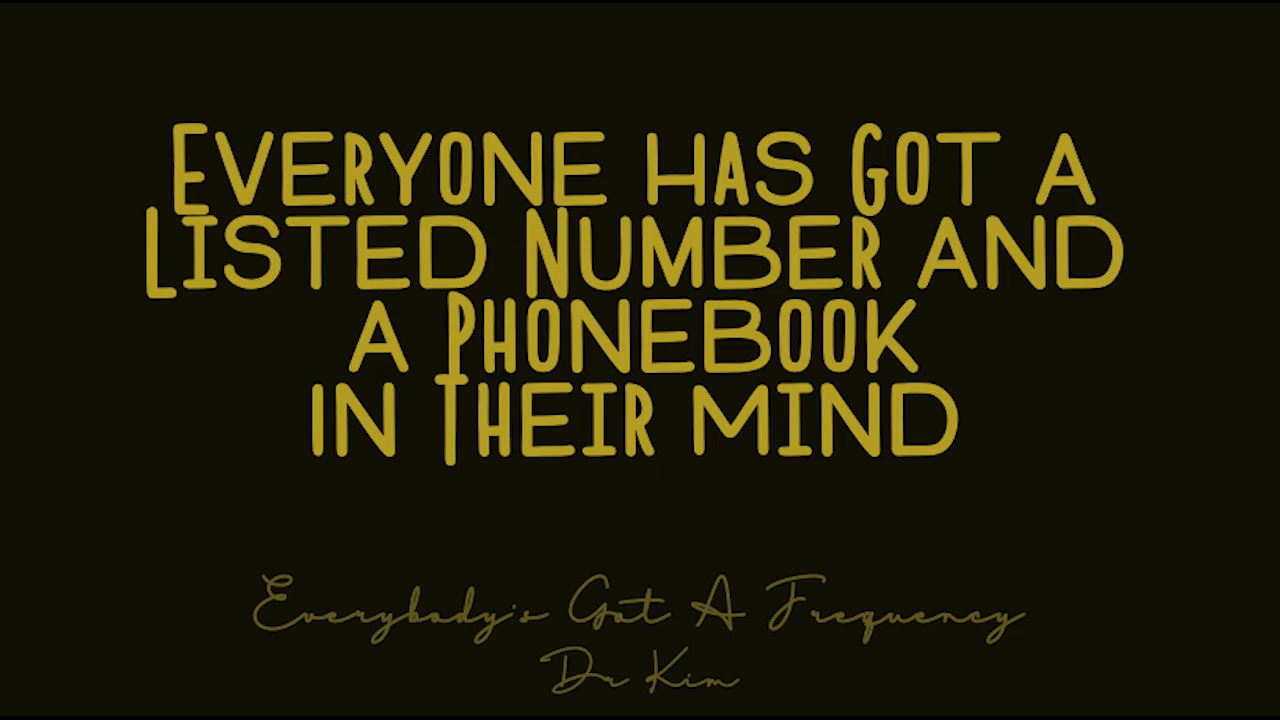 Everyone has Got a
Listed Number and
a Phonebook
in Their mind
Everybody's Got A Frequency
Dr Kim